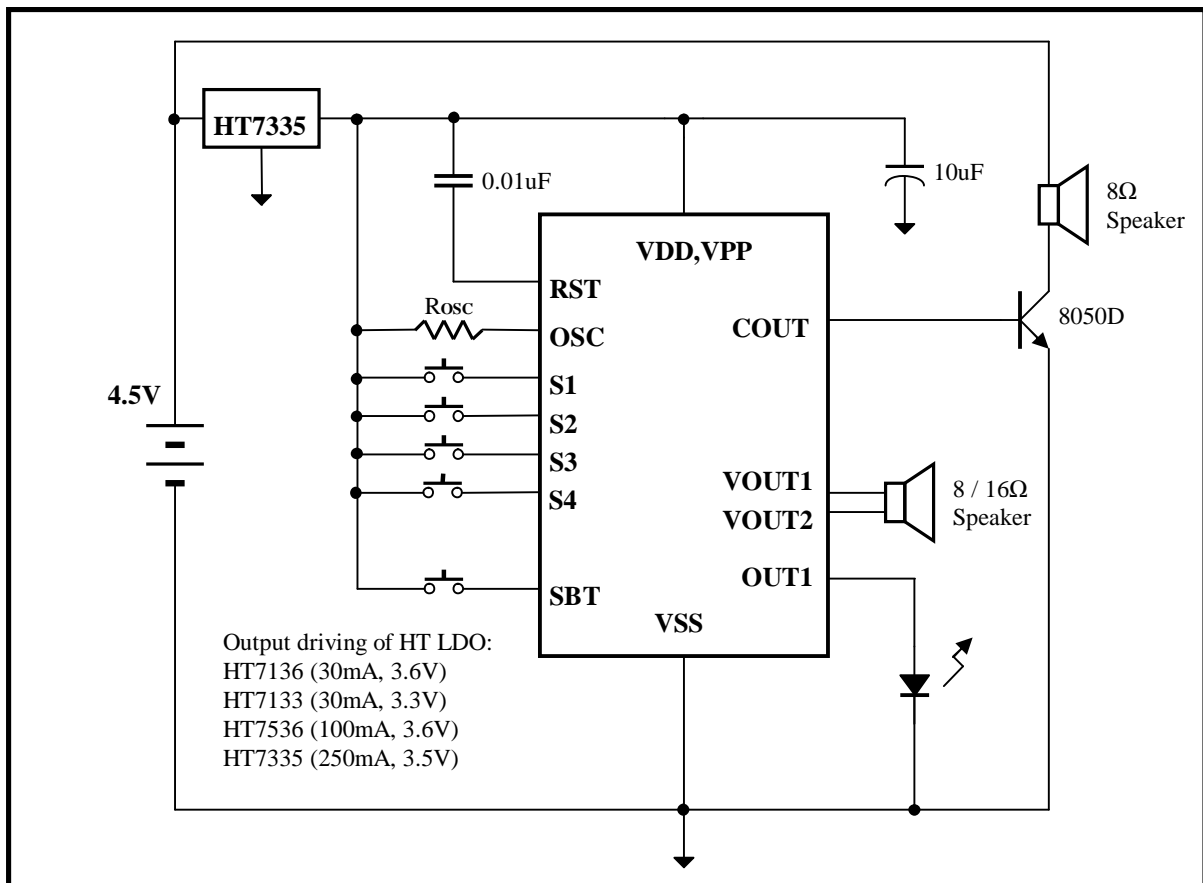 HT7335
0.01uF
10uF
8Ω
Speaker
VDD,VPP
RST
Rosc
OSC
COUT
8050D
S1
4.5V
S2
S3
S4
VOUT1
VOUT2
8 / 16Ω
Speaker
OUT1
SBT
VSS
Output driving of HT LDO:
HT7136 (30mA, 3.6V)
HT7133 (30mA, 3.3V)
HT7536 (100mA, 3.6V)
HT7335 (250mA, 3.5V)